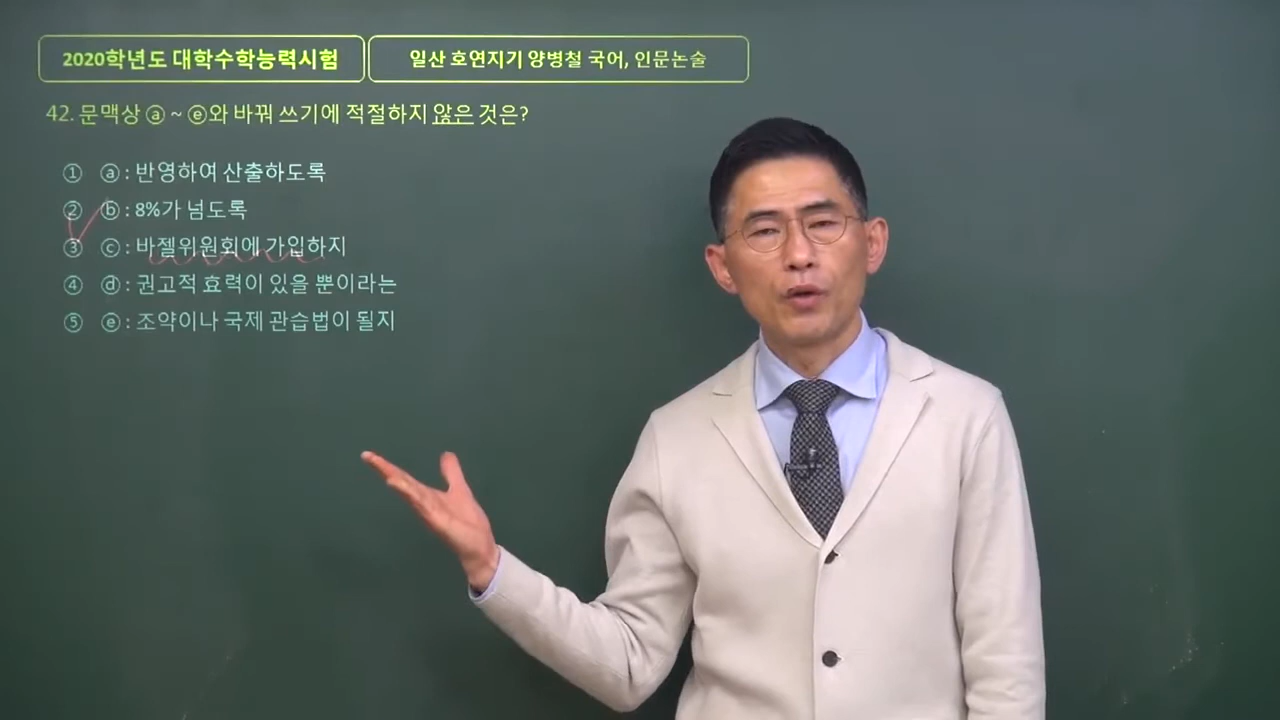 2020학년도 대학수학능력시험
일산 호연지기 양병철 국어, 인문논술
42. 문맥상 ⓐ ~ ⓔ와 바꿔 쓰기에 적절하지 않은 것은?
① ⓐ : 반영하여 산출하도록
② ⓑ : 8%가 넘도록
③ ⓒ : 바젤위원회에 가입하지
④ ⓓ : 권고적 효력이 있을 뿐이라는
⑤ ⓔ : 조약이나 국제 관습법이 될지